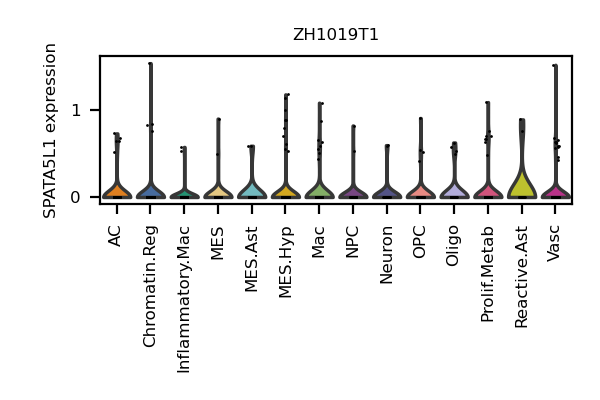 ZH1019T1
SPATA5L1 expression
1
0
AC
Chromatin.Reg
Inflammatory.Mac
MES
MES.Ast
MES.Hyp
Mac
NPC
Neuron
OPC
Oligo
Prolif.Metab
Reactive.Ast
Vasc